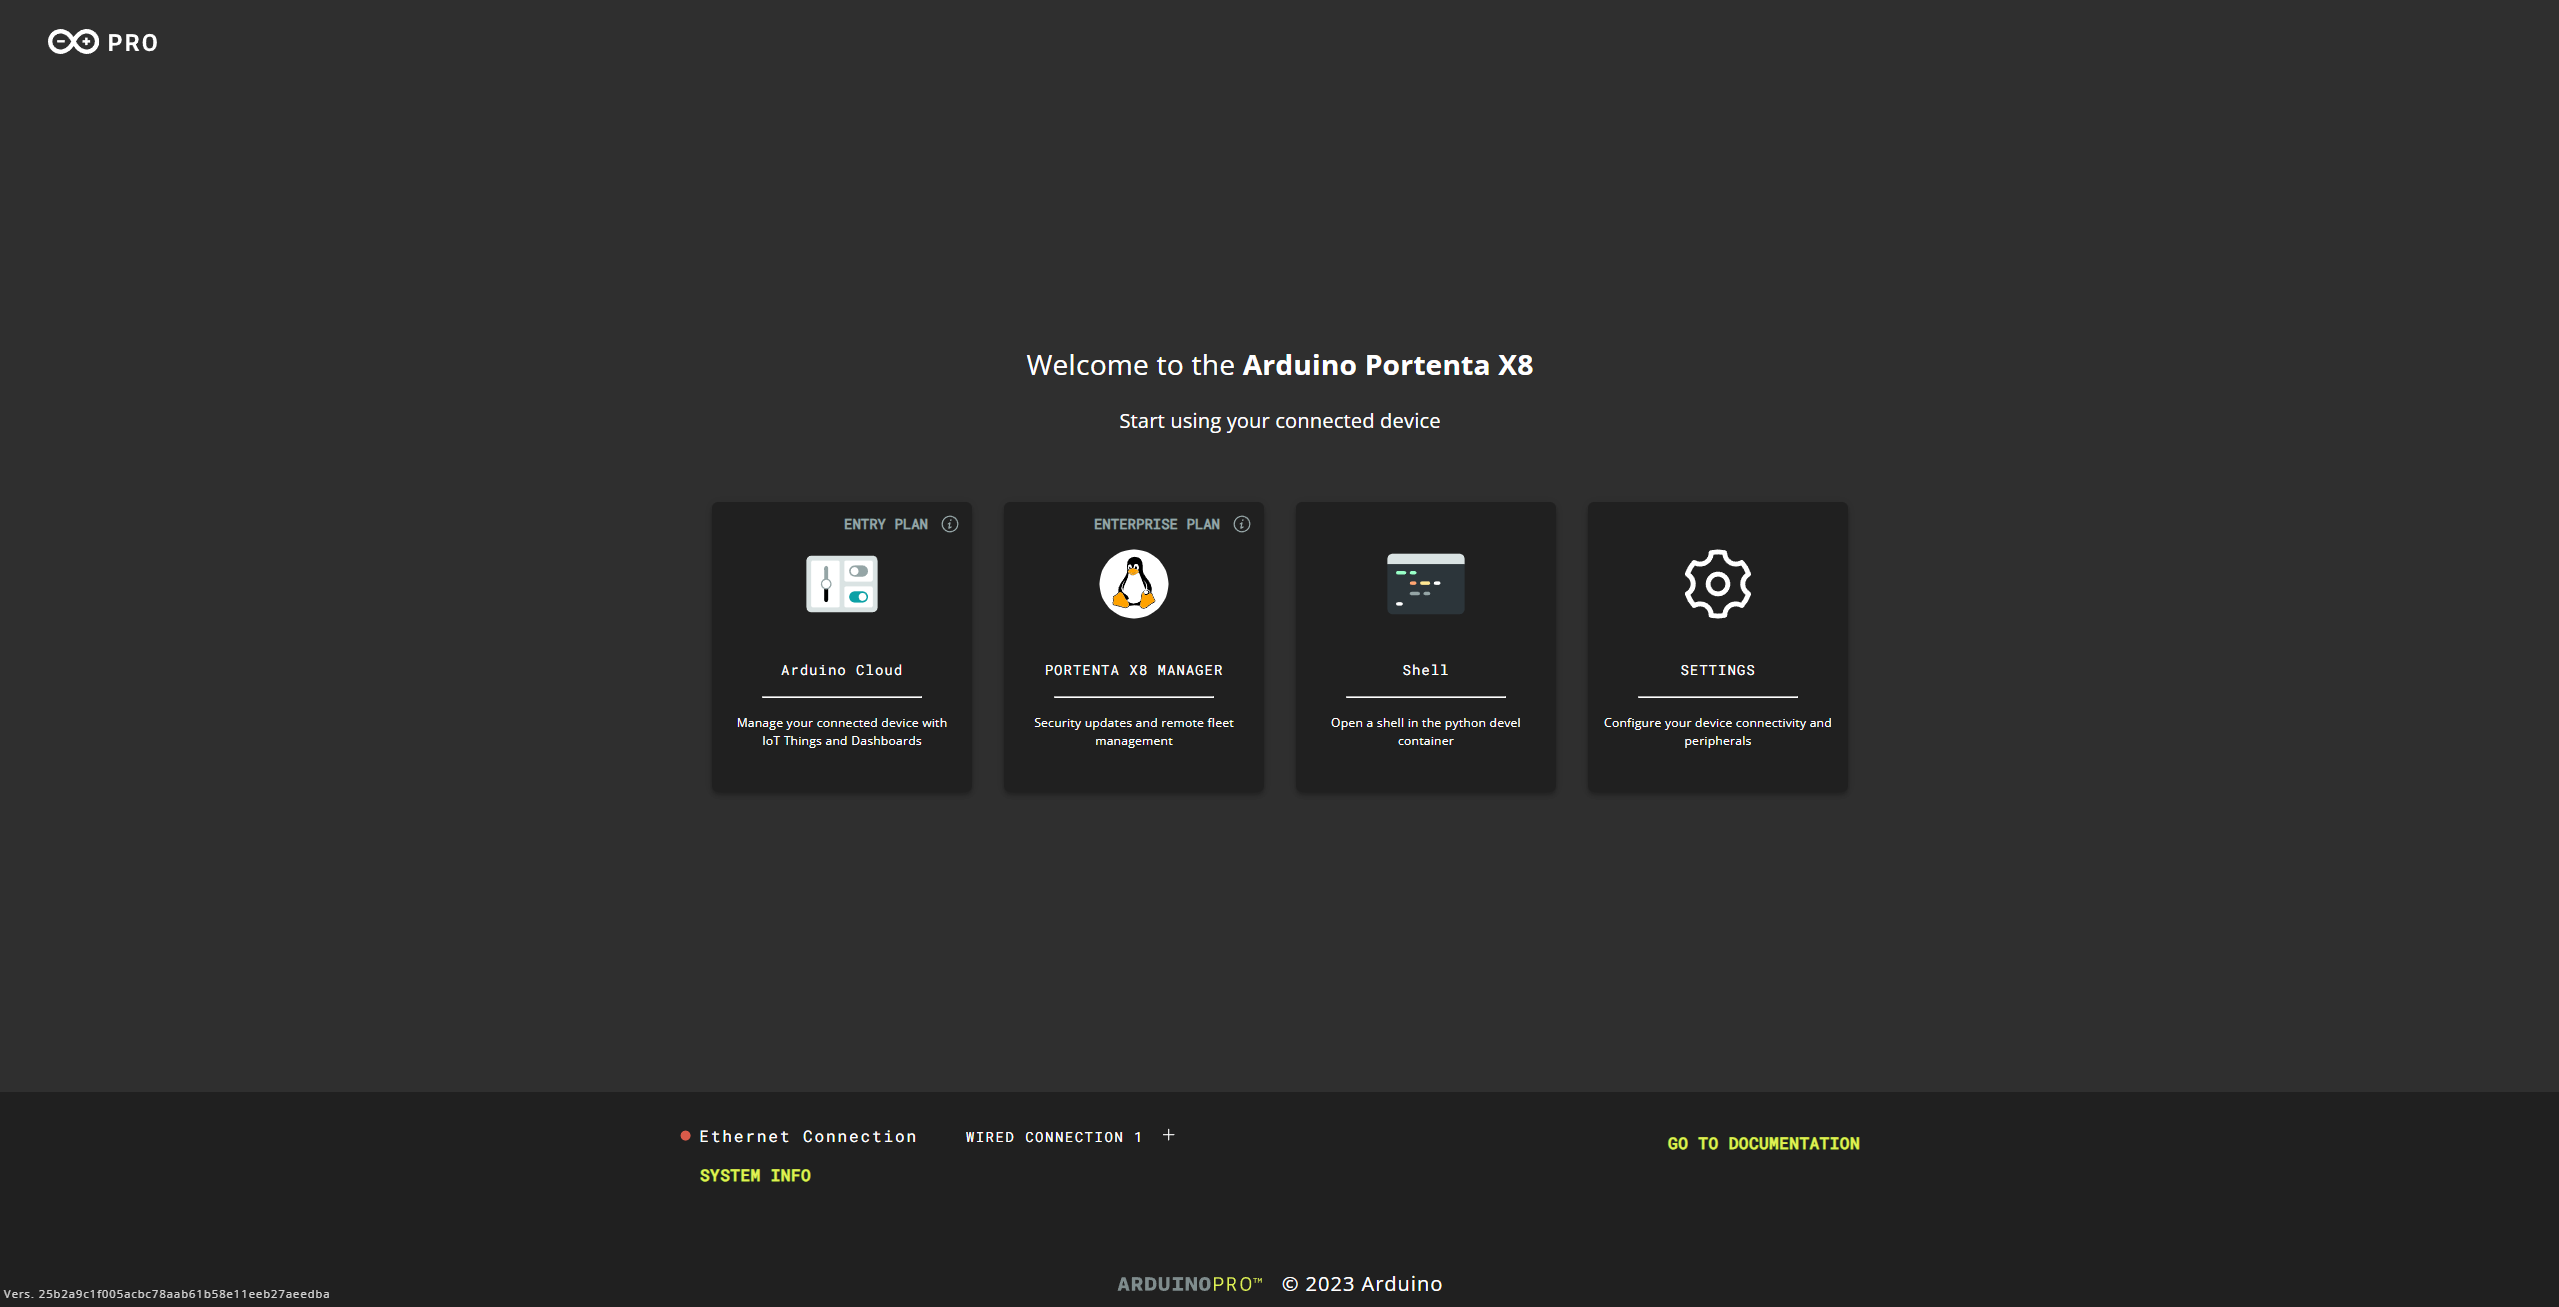 PRO
Welcome to the Arduino Portenta X8
Start using your connected device
ENTRY PLAN
Arduino Cloud
Manage your connected device with
IoT Things and Dashboards
ENTERPRISE PLAN
PORTENTA X8 MANAGER
Security updates and remote fleet
management
Shell
Open a shell in the python devel
container
SETTINGS
Configure your device connectivity and
peripherals
Ethernet Connection
WIRED CONNECTION 1 +
SYSTEM INFO
GO TO DOCUMENTATION
ARDUINOPRO™ © 2023 Arduino
Vers. 25b2a9c1f005acbc78aab61b58e11eeb27aeedba